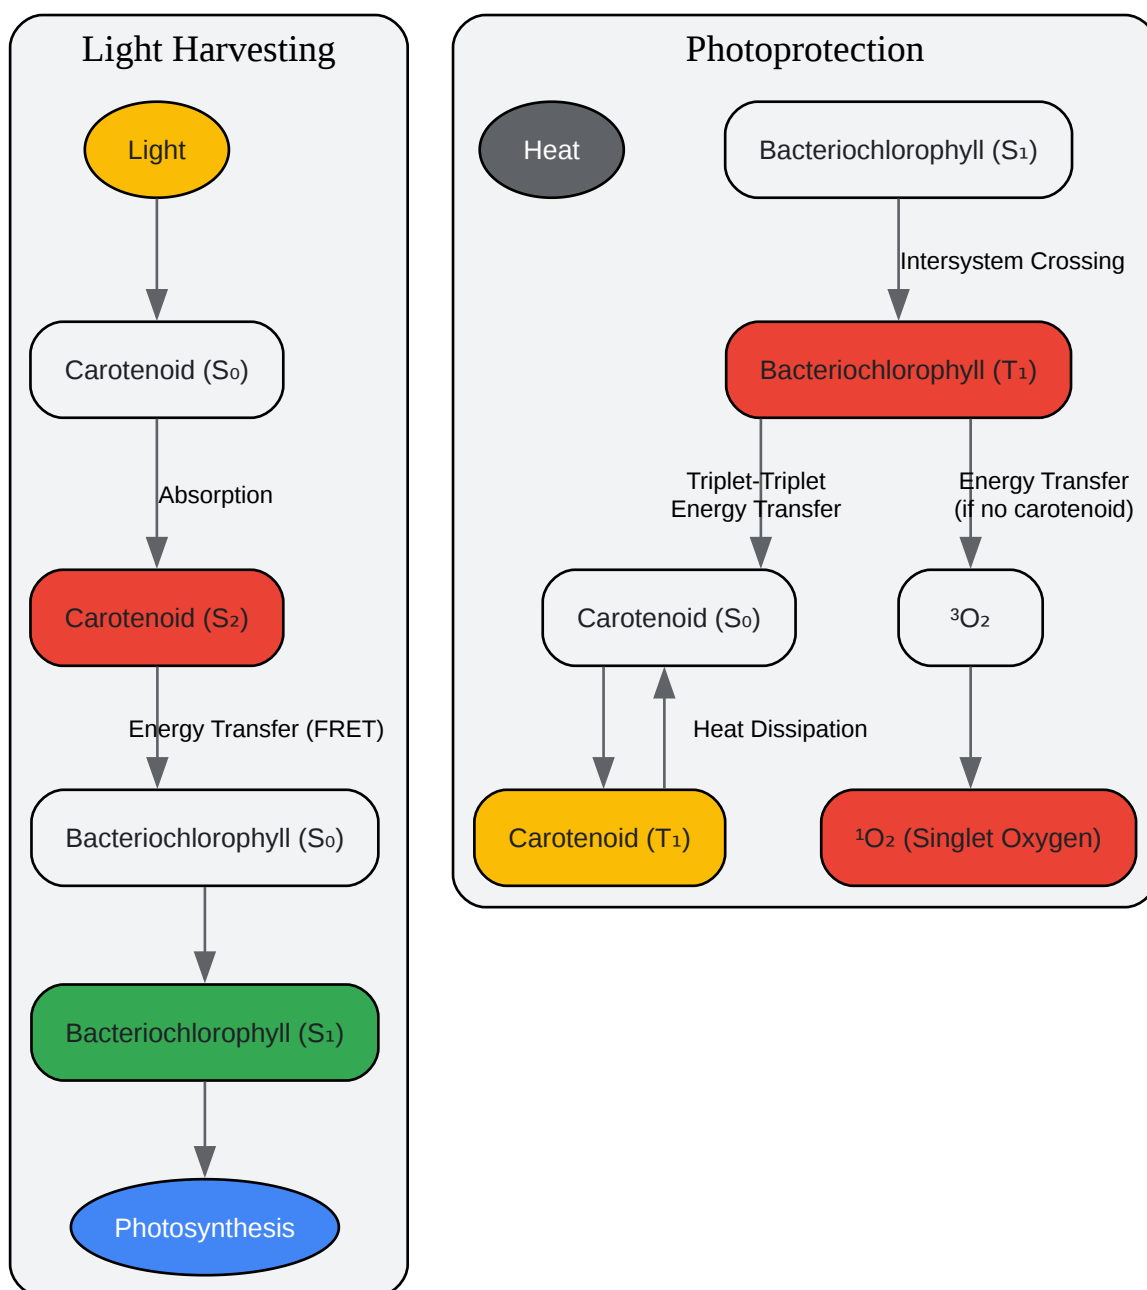 Light Harvesting
Light
Carotenoid (S₀)
Absorption
Carotenoid (S₂)
Energy Transfer (FRET)
Bacteriochlorophyll (S₀)
Bacteriochlorophyll (S₁)
Photosynthesis
Photoprotection
Heat
Bacteriochlorophyll (S₁)
Intersystem Crossing
Bacteriochlorophyll (T₁)
Triplet-Triplet
Energy Transfer
Energy Transfer
(if no carotenoid)
Carotenoid (S₀)
³O₂
Heat Dissipation
Carotenoid (T₁)
¹O₂ (Singlet Oxygen)